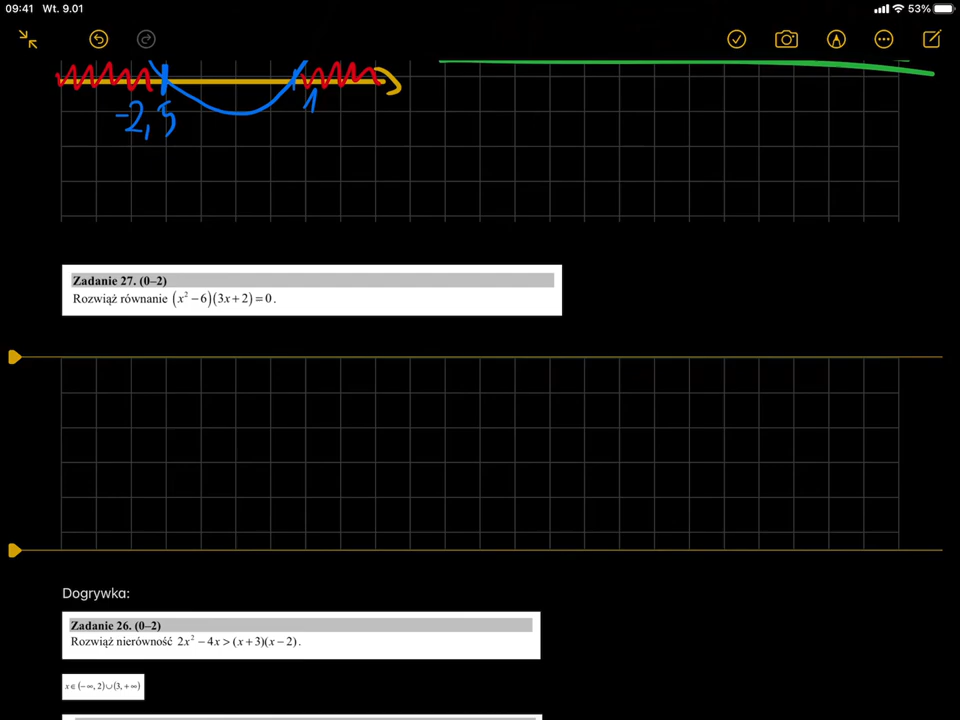 09:41 Wt. 9.01 53%
-2,5 1
Zadanie 27. (0–2)
Rozwiąż równanie (x² − 6)(3x + 2) = 0.
Dogrywka:
Zadanie 26. (0–2)
Rozwiąż nierówność 2x² − 4x > (x + 3)(x − 2).
x ∈ (−∞, 2) ∪ (3, +∞)